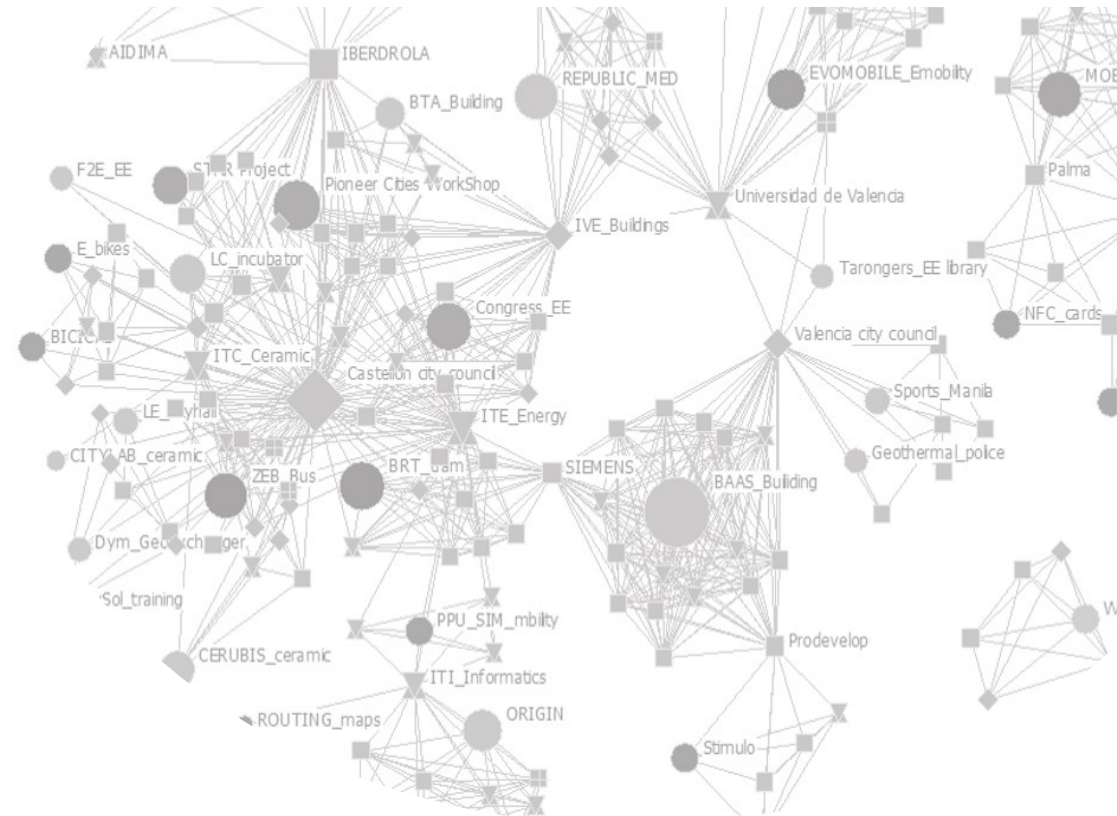 AIDIMA
IBERDROLA
REPUBLIC_MED
EVOMOBILE_Emobility
BTA_Building
F2E_EE
Project
Palma
Pioneer Cities WorkShop
Universidad de Valencia
IVE_Buildings
E_bikes
LC_incubator
Tarongers_EE library
Congress_EE
NFC_cards
Valencia city council
ITC_Ceramic
Castellon city council
Sports_Manla
ITE_Energy
CITYLAB_ceramic
Geothermal_police
SIEMENS
ZEB_Bus
BAAS_Building
Sol_training
PPU_SIM_mbility
CERUBIS_ceramic
Prodevelop
ITI_Informatics
ROUTING_maps
ORIGIN
Stimulo